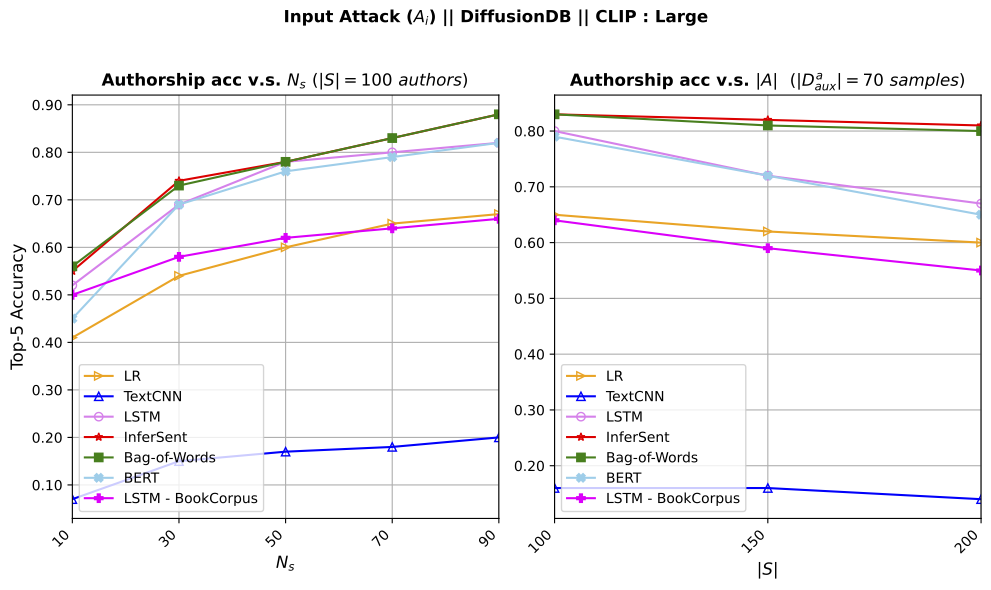 Input Attack (Aᵢ) || DiffusionDB || CLIP : Large
Authorship acc v.s. Nₛ (|S| = 100 authors)
Top-5 Accuracy
0.90
0.80
0.70
0.60
0.50
0.40
0.30
0.20
0.10
LR
TextCNN
LSTM
InferSent
Bag-of-Words
BERT
LSTM - BookCorpus
10
30
50
70
90
Nₛ
Authorship acc v.s. |A| (|D^a_aux| = 70 samples)
0.80
0.70
0.60
0.50
0.40
0.30
0.20
LR
TextCNN
LSTM
InferSent
Bag-of-Words
BERT
LSTM - BookCorpus
100
150
200
|S|